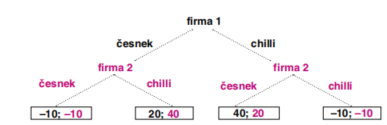 firma 1
česnek chilli
firma 2 firma 2
česnek chilli česnek chilli
–10; –10 20; 40 40; 20 –10; –10